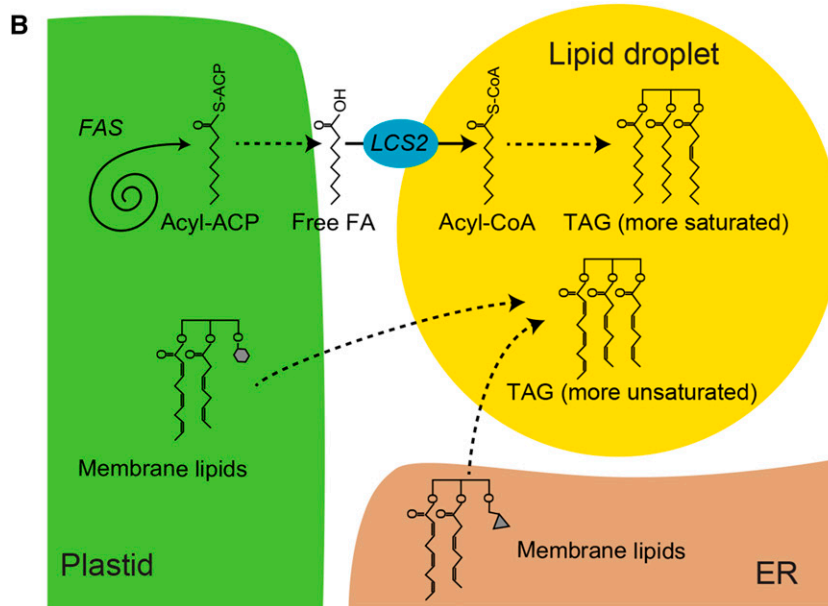 B
Lipid droplet
FAS
S-ACP
O
OH
O
LCS2
S-CoA
O
Acyl-ACP
Free FA
Acyl-CoA
O O O
O O O
TAG (more saturated)
O O O
O O O
TAG (more unsaturated)
O O O
O O
Membrane lipids
O O O
O O
Membrane lipids
Plastid
ER